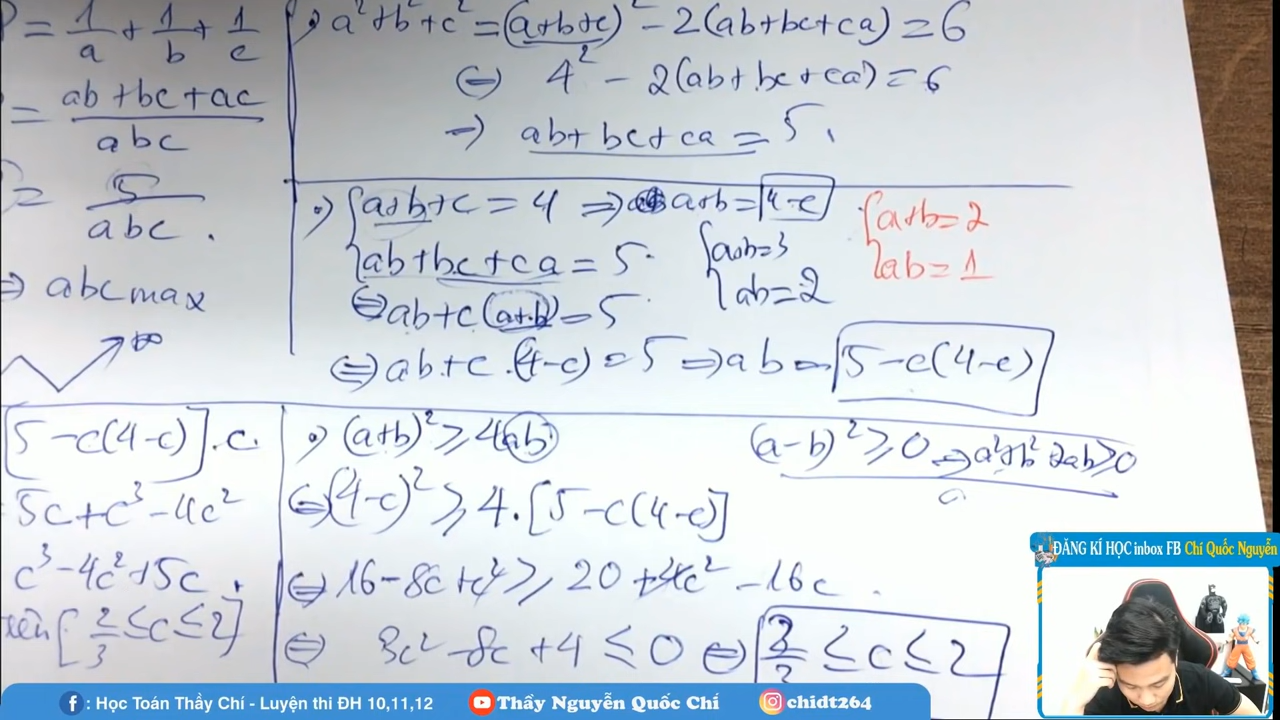 P = 1/a + 1/b + 1/c
= ab + bc + ac / abc
= 5 / abc .
⇒ abc max
[5 - c(4-c)] . c
5c + c³ - 4c²
c³ - 4c² + 5c .
trên [2/3 ≤ c ≤ 2]
•) a² + b² + c² = (a+b+c)² - 2(ab+bc+ca) = 6
⇔ 4² - 2(ab+bc+ca) = 6
⇒ ab + bc + ca = 5 .
•) { a+b+c = 4 ⇒ a+b = 4-c
ab+bc+ca = 5 .
⇔ ab + c(a+b) = 5
⇔ ab + c.(4-c) = 5 ⇒ ab = 5 - c(4-c)
{ a+b = 3
ab = 2
{ a+b = 2
ab = 1
•) (a+b)² ≥ 4ab
(a-b)² ≥ 0 ⇒ a²+b²-2ab ≥ 0
⇔ (4-c)² ≥ 4.[5-c(4-c)]
⇔ 16 - 8c + c² ≥ 20 + 4c² - 16c .
⇔ 3c² - 8c + 4 ≤ 0 ⇔ 2/3 ≤ c ≤ 2
ĐĂNG KÍ HỌC inbox FB Chí Quốc Nguyễn
: Học Toán Thầy Chí - Luyện thi ĐH 10,11,12
Thầy Nguyễn Quốc Chí
chidt264